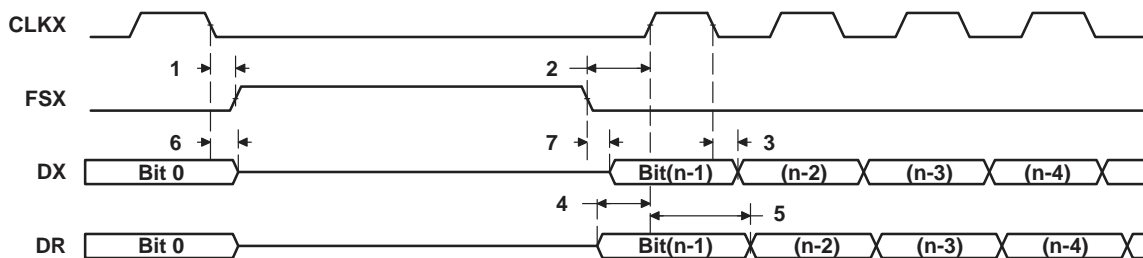 CLKX
1 2
FSX
6 7 3
DX Bit 0 Bit(n-1) (n-2) (n-3) (n-4)
4 5
DR Bit 0 Bit(n-1) (n-2) (n-3) (n-4)